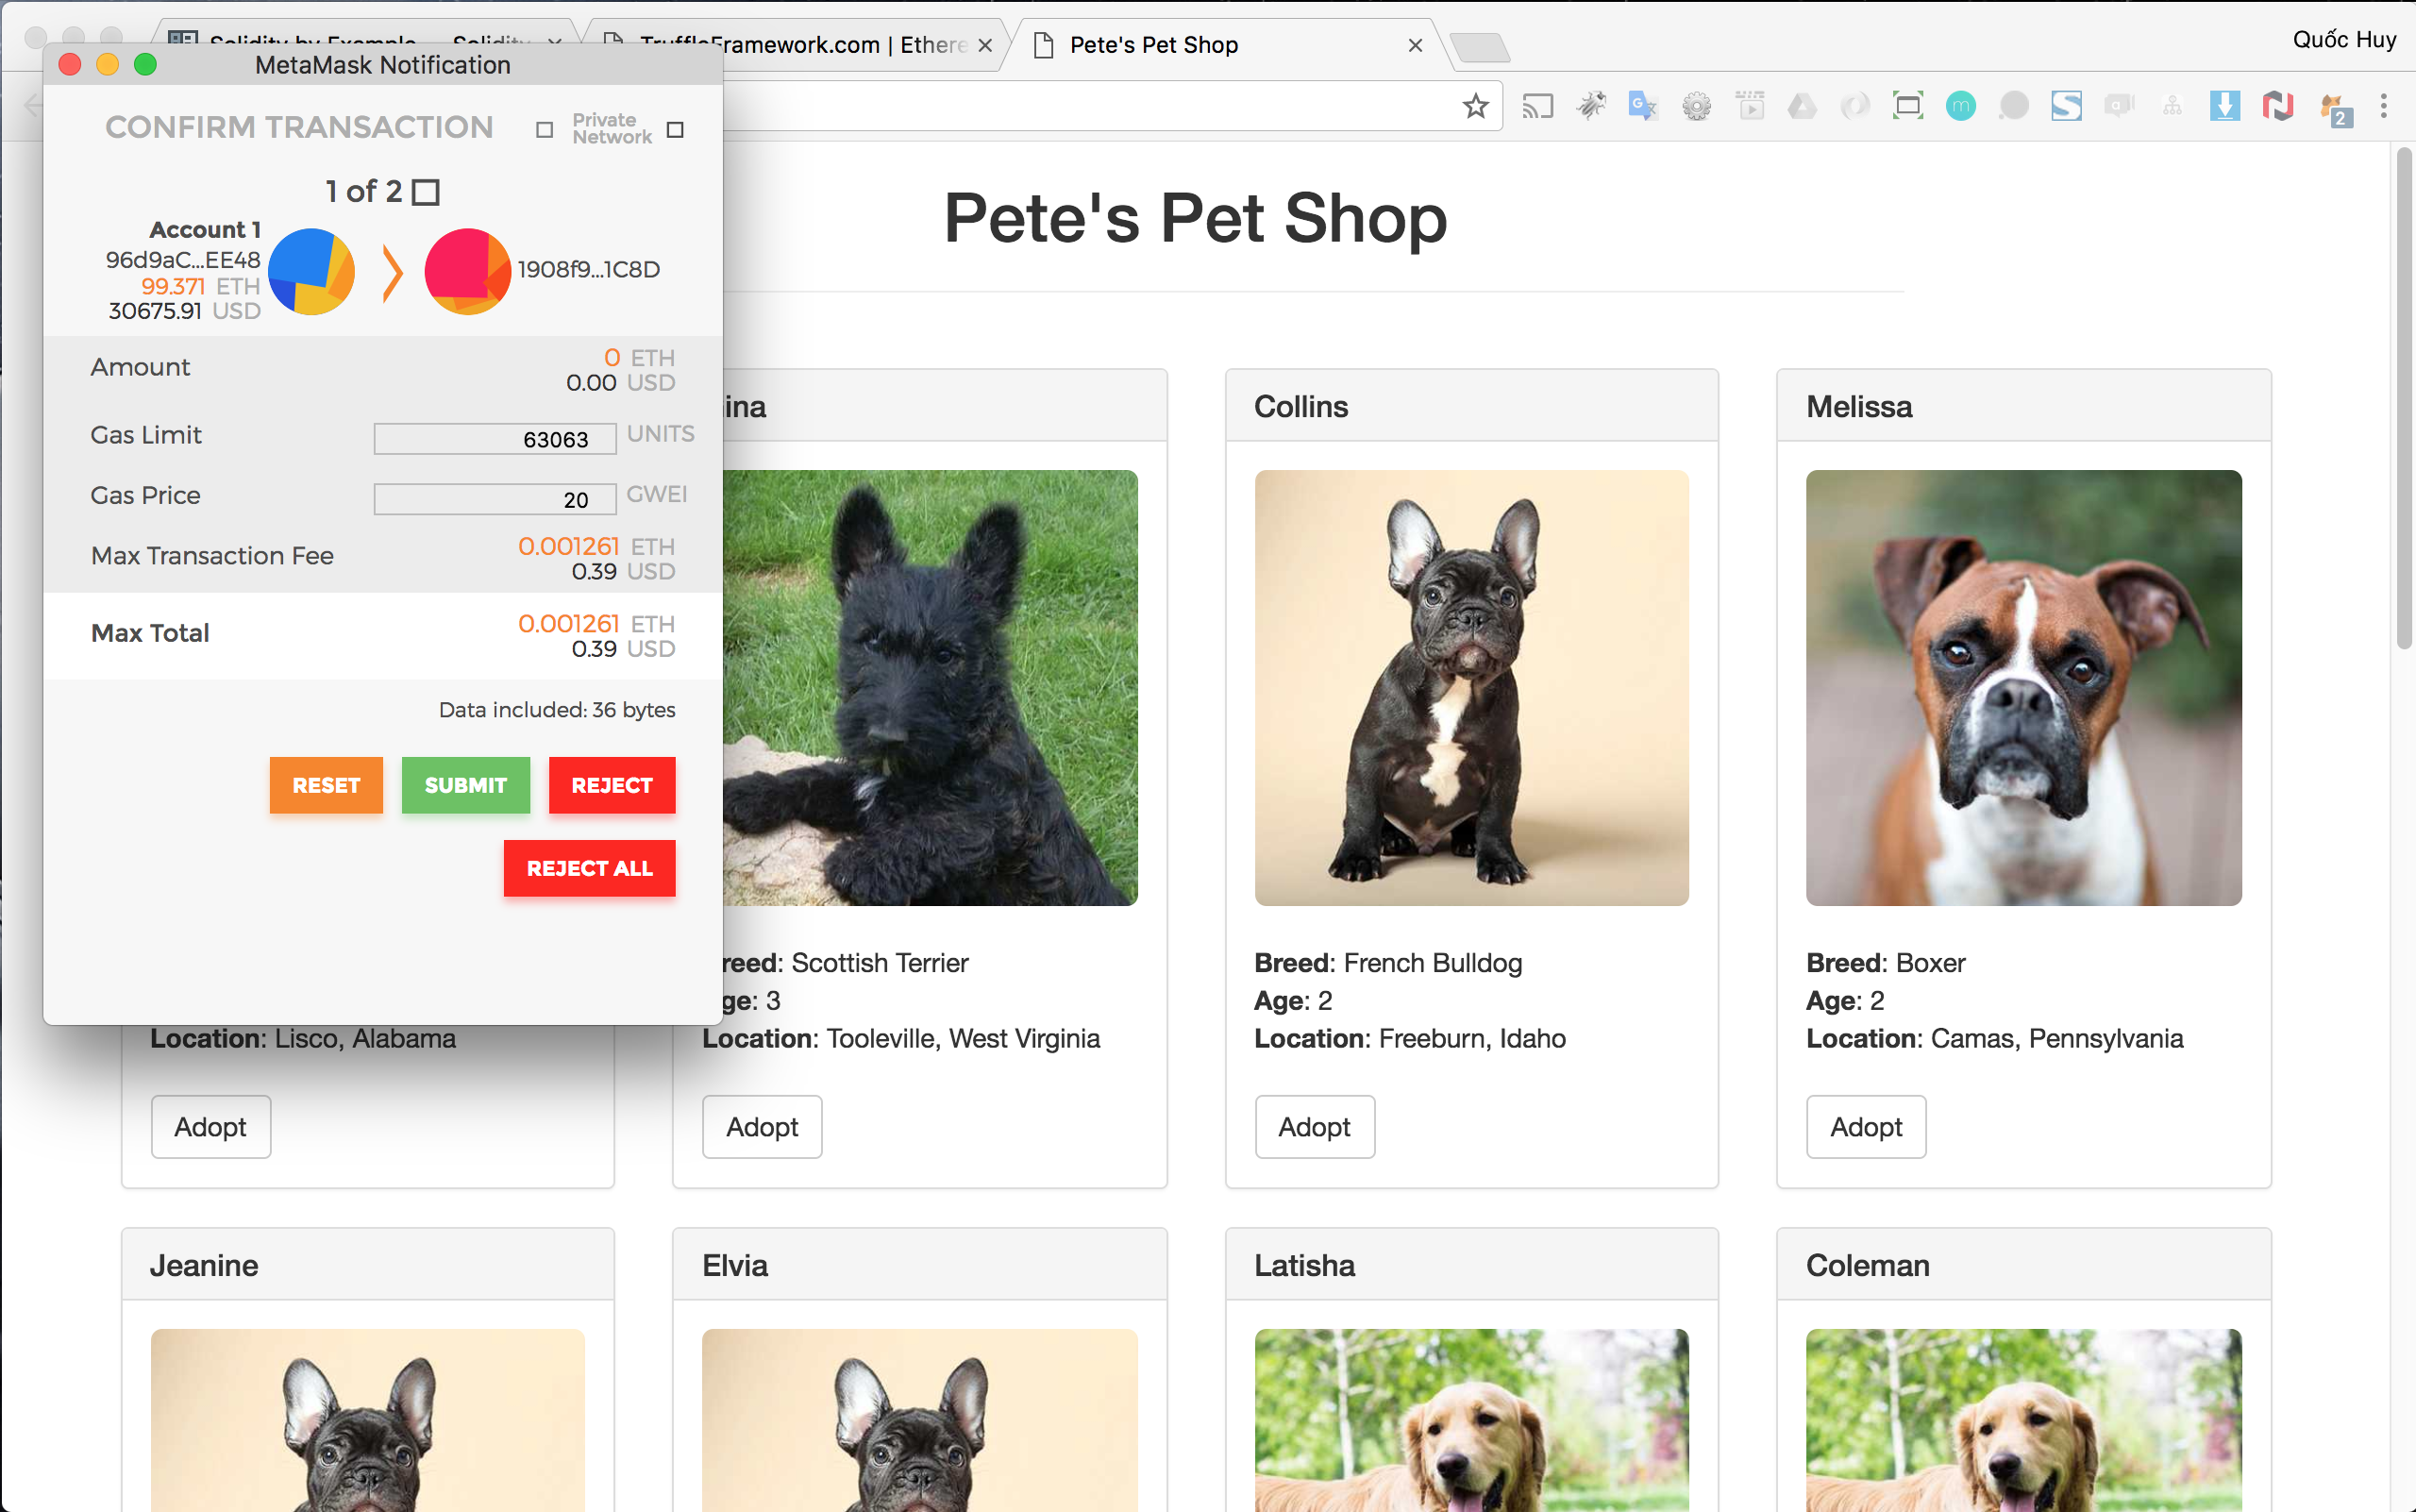 Solidity by Example — Solidity
TruffleFramework.com | Ethere
Pete's Pet Shop
Quốc Huy
MetaMask Notification
CONFIRM TRANSACTION
Private
Network
1 of 2
Account 1
96d9aC...EE48
99.371 ETH
30675.91 USD
1908f9...1C8D
Amount
0 ETH
0.00 USD
Gas Limit
63063 UNITS
Gas Price
20 GWEI
Max Transaction Fee
0.001261 ETH
0.39 USD
Max Total
0.001261 ETH
0.39 USD
Data included: 36 bytes
RESET SUBMIT REJECT
REJECT ALL
2
Pete's Pet Shop
Location: Lisco, Alabama
Adopt
ina
reed: Scottish Terrier
ge: 3
Location: Tooleville, West Virginia
Adopt
Collins
Breed: French Bulldog
Age: 2
Location: Freeburn, Idaho
Adopt
Melissa
Breed: Boxer
Age: 2
Location: Camas, Pennsylvania
Adopt
Jeanine
Elvia
Latisha
Coleman